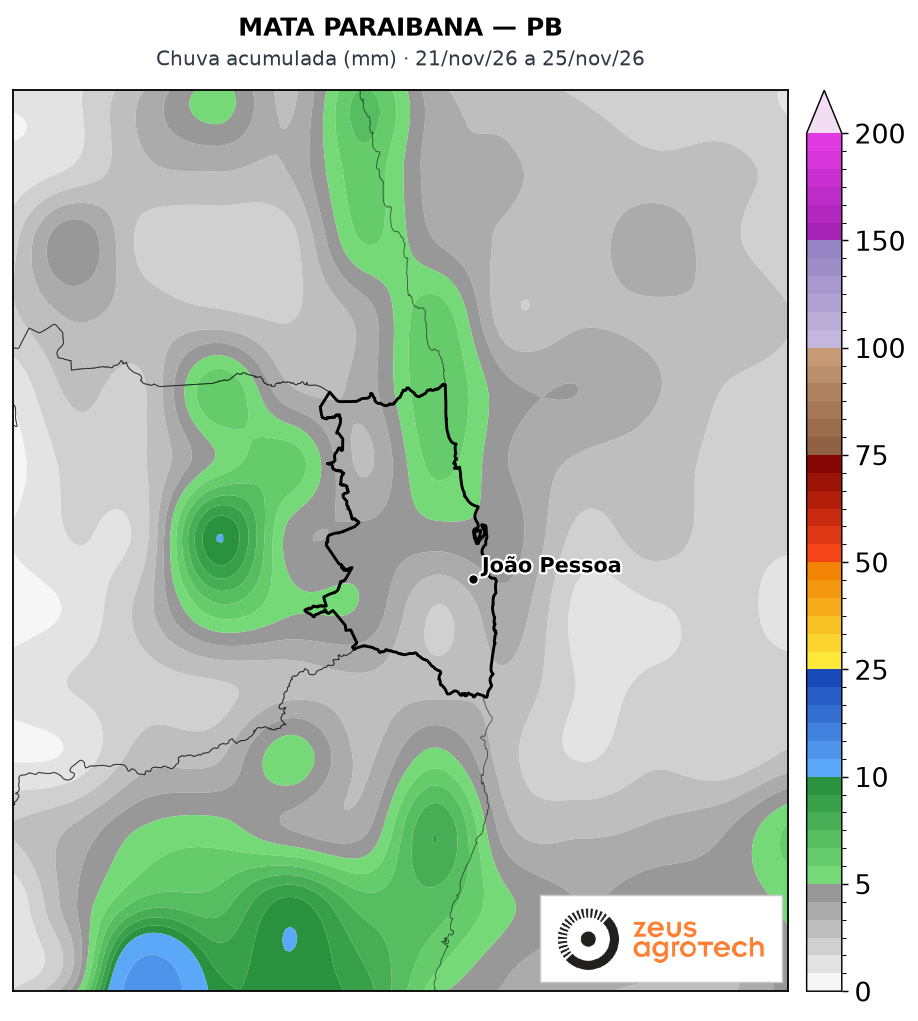 MATA PARAIBANA — PB
Chuva acumulada (mm) · 21/nov/26 a 25/nov/26
200
150
100
75
50
25
10
5
0
João Pessoa
zeus
agrotech